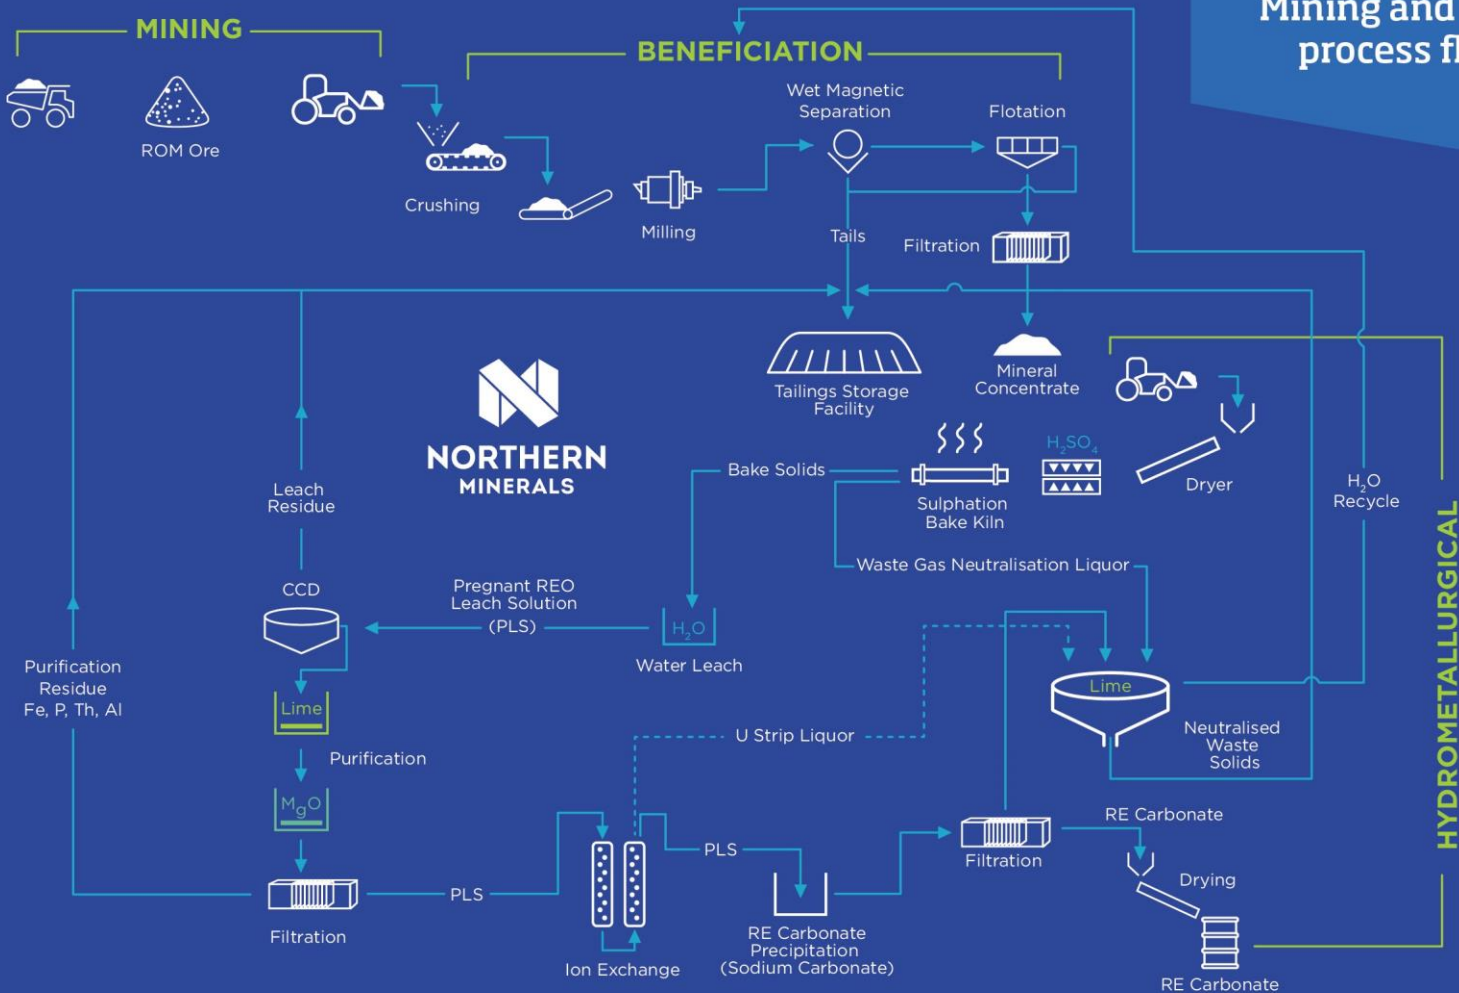 Mining and
process fl
MINING
ROM Ore
BENEFICIATION
Crushing
Milling
Wet Magnetic
Separation
Flotation
Tails
Filtration
Tailings Storage
Facility
Mineral
Concentrate
NORTHERN
MINERALS
H₂SO₄
Dryer
Sulphation
Bake Kiln
Bake Solids
Waste Gas Neutralisation Liquor
H₂O
Recycle
HYDROMETALLURGICAL
Leach
Residue
CCD
Pregnant REO
Leach Solution
(PLS)
H₂O
Water Leach
Purification
Residue
Fe, P, Th, Al
Lime
Purification
MgO
Filtration
PLS
Ion Exchange
U Strip Liquor
PLS
RE Carbonate
Precipitation
(Sodium Carbonate)
Lime
Neutralised
Waste
Solids
Filtration
RE Carbonate
Drying
RE Carbonate